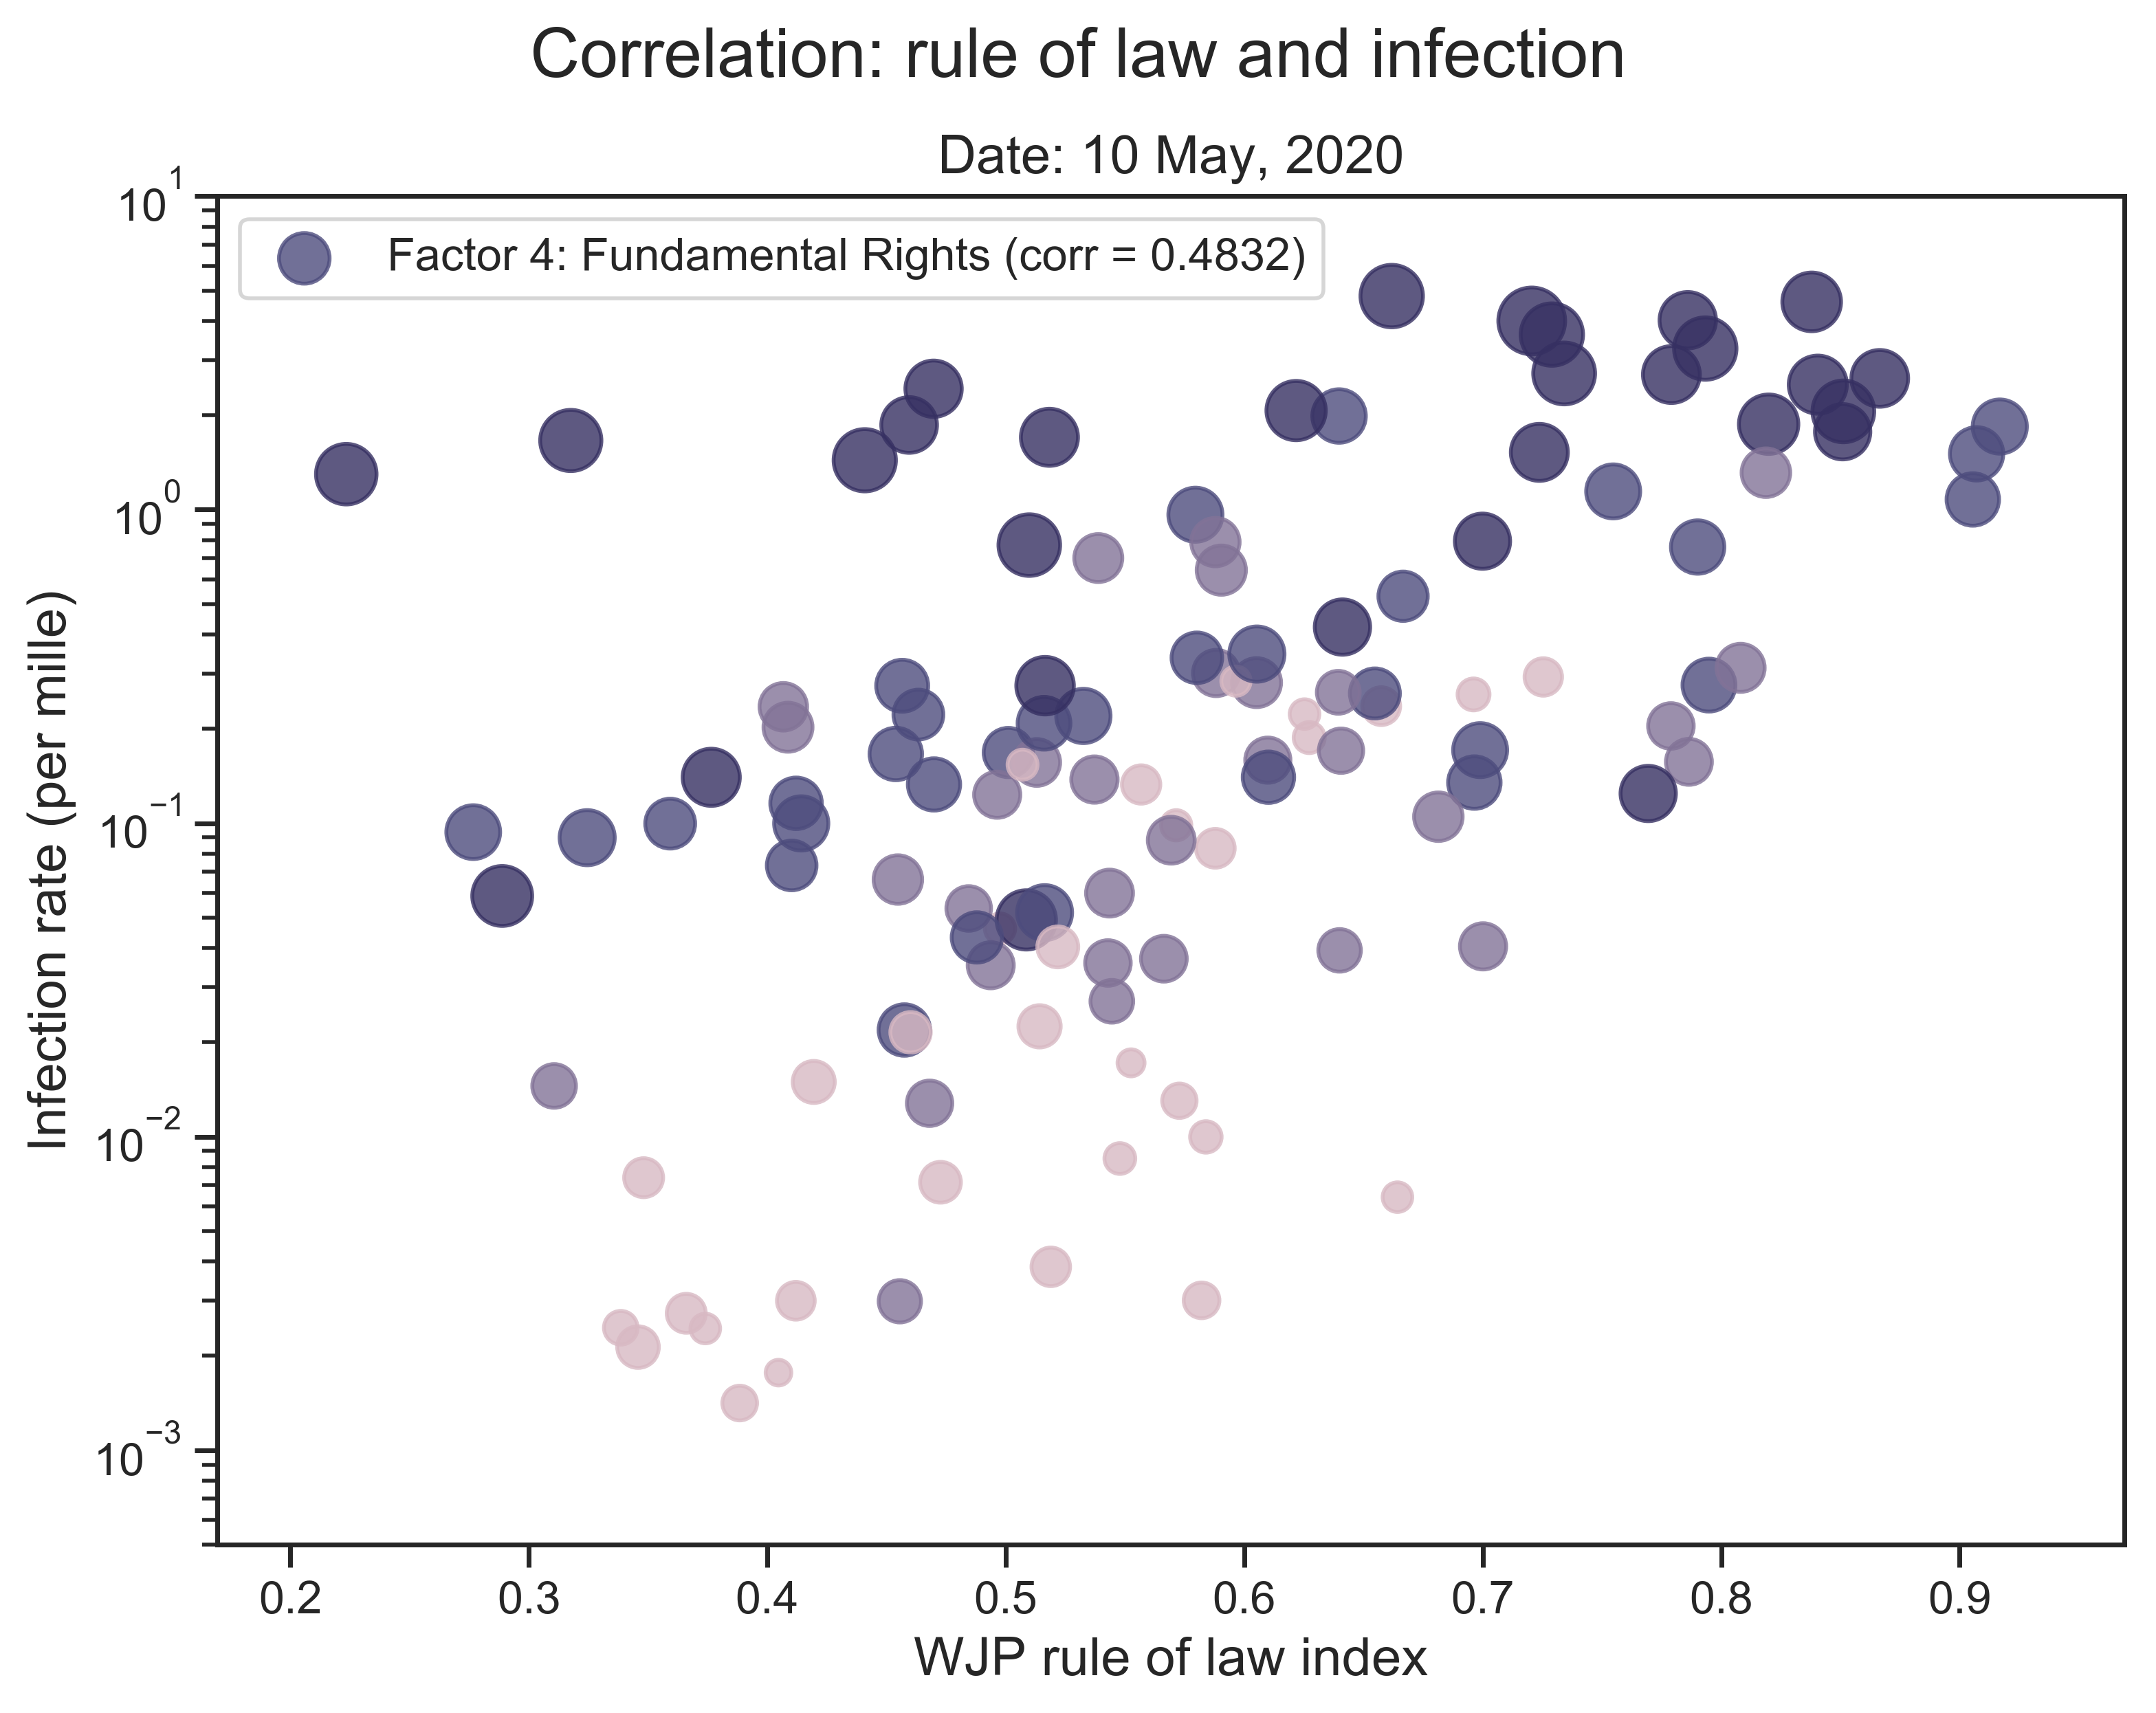 Correlation: rule of law and infection
Date: 10 May, 2020
Factor 4: Fundamental Rights (corr = 0.4832)
10^1
10^0
10^−1
10^−2
10^−3
Infection rate (per mille)
0.2 0.3 0.4 0.5 0.6 0.7 0.8 0.9
WJP rule of law index